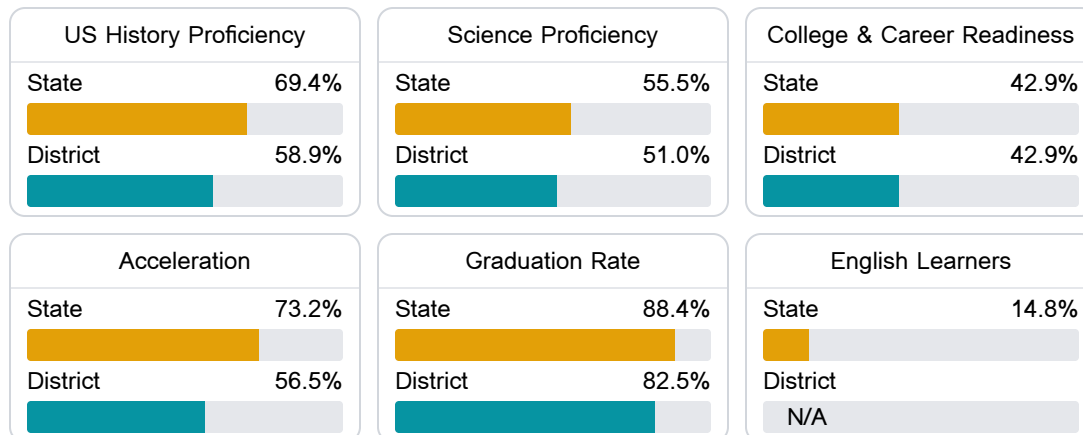 US History Proficiency
State 69.4%
District 58.9%
Science Proficiency
State 55.5%
District 51.0%
College & Career Readiness
State 42.9%
District 42.9%
Acceleration
State 73.2%
District 56.5%
Graduation Rate
State 88.4%
District 82.5%
English Learners
State 14.8%
District
N/A